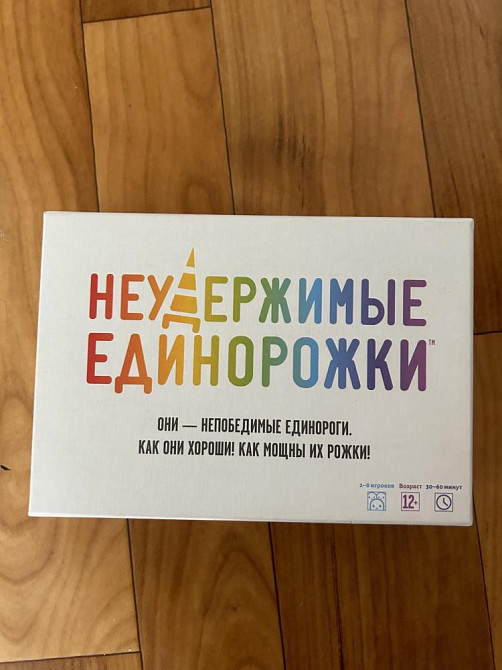 НЕУДЕРЖИМЫЕ
ЕДИНОРОЖКИ™
ОНИ — НЕПОБЕДИМЫЕ ЕДИНОРОГИ.
КАК ОНИ ХОРОШИ! КАК МОЩНЫ ИХ РОЖКИ!
2–8 игроков Возраст 30–60 минут
12+